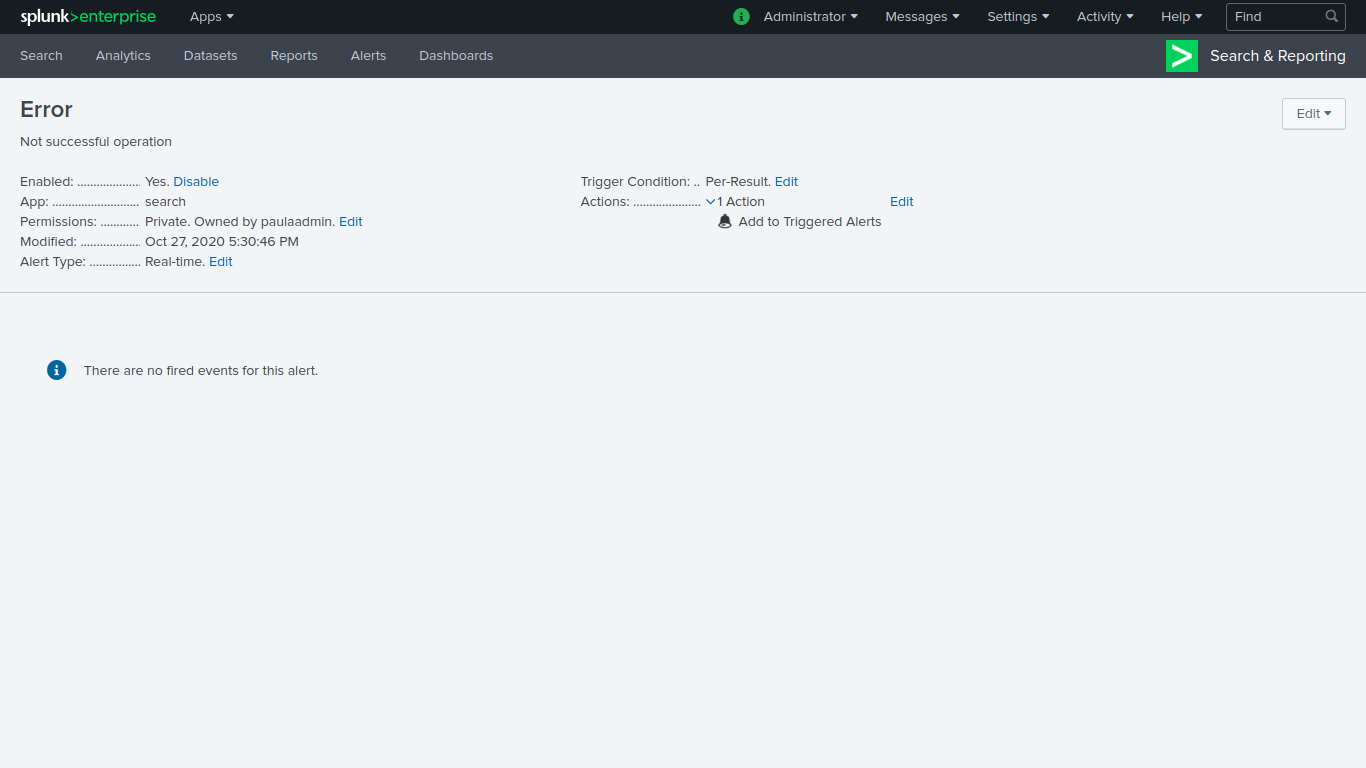 splunk>enterprise Apps Administrator Messages Settings Activity Help Find
Search Analytics Datasets Reports Alerts Dashboards Search & Reporting
Error
Edit
Not successful operation
Enabled: .................... Yes. Disable
App: ........................... search
Permissions: ............ Private. Owned by paulaadmin. Edit
Modified: ................... Oct 27, 2020 5:30:46 PM
Alert Type: ................ Real-time. Edit
Trigger Condition: .. Per-Result. Edit
Actions: ..................... 1 Action Edit
Add to Triggered Alerts
There are no fired events for this alert.